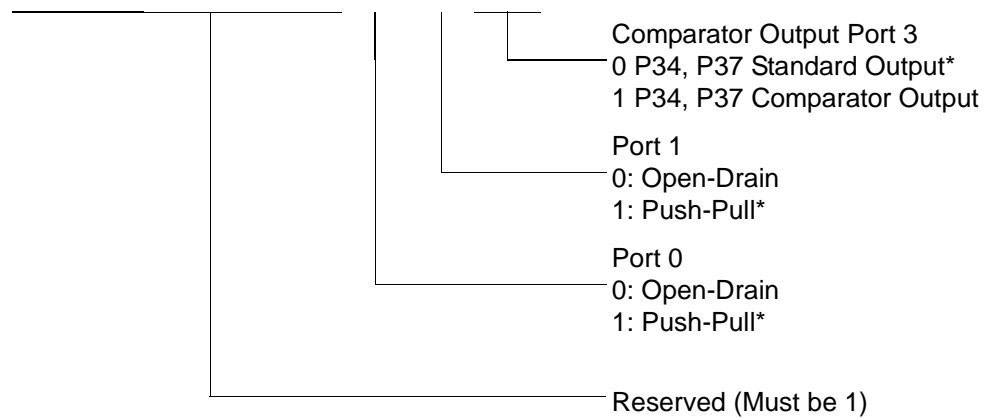 Comparator Output Port 3
0 P34, P37 Standard Output*
1 P34, P37 Comparator Output
Port 1
0: Open-Drain
1: Push-Pull*
Port 0
0: Open-Drain
1: Push-Pull*
Reserved (Must be 1)